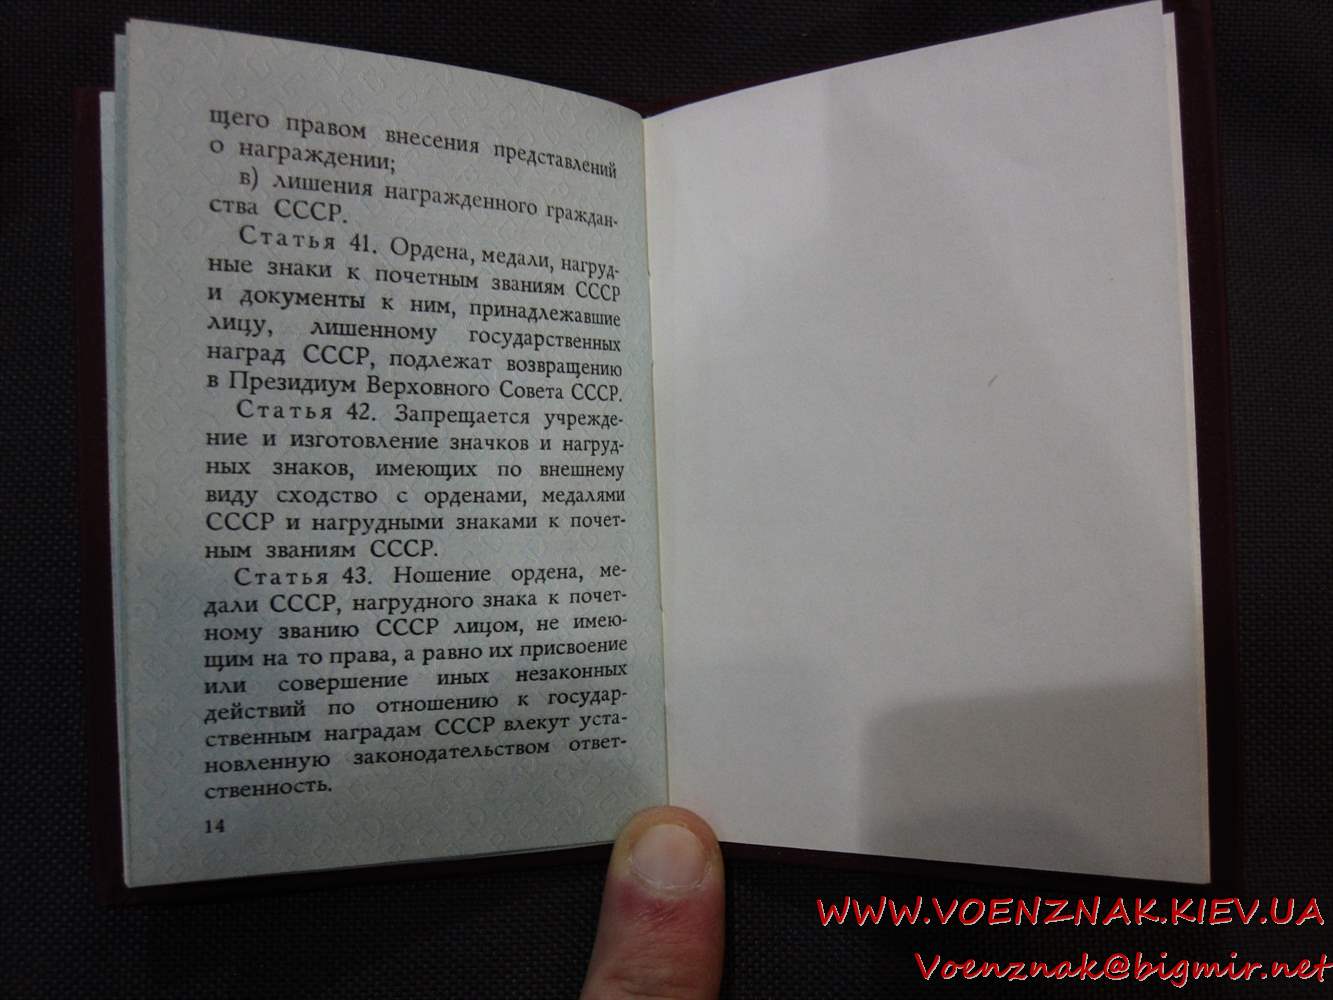 щего правом внесения представлений
о награждении;
в) лишения награжденного граждан-
ства СССР.
Статья 41. Ордена, медали, нагруд-
ные знаки к почетным званиям СССР
и документы к ним, принадлежавшие
лицу, лишенному государственных
наград СССР, подлежат возвращению
в Президиум Верховного Совета СССР.
Статья 42. Запрещается учрежде-
ние и изготовление значков и нагруд-
ных знаков, имеющих по внешнему
виду сходство с орденами, медалями
СССР и нагрудными знаками к почет-
ным званиям СССР.
Статья 43. Ношение ордена, ме-
дали СССР, нагрудного знака к почет-
ному званию СССР лицом, не имею-
щим на то права, а равно их присвоение
или совершение иных незаконных
действий по отношению к государ-
ственным наградам СССР влекут уста-
новленную законодательством ответ-
ственность.
14
WWW.VOENZNAK.KIEV.UA
Voenznak@bigmir.net